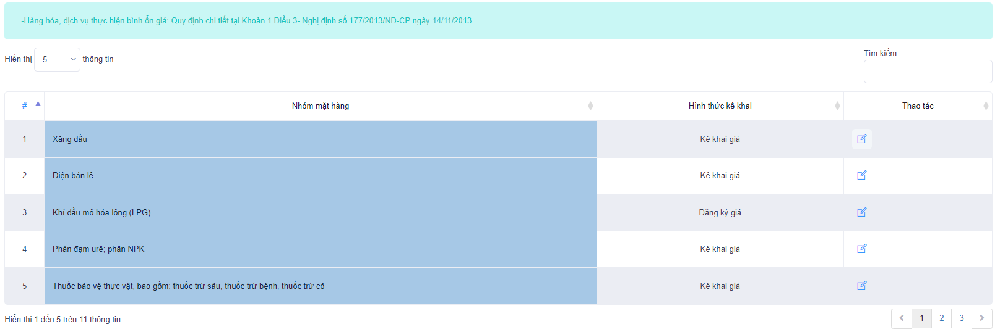 -Hàng hóa, dịch vụ thực hiện bình ổn giá: Quy định chi tiết tại Khoản 1 Điều 3- Nghị định số 177/2013/NĐ-CP ngày 14/11/2013
Hiển thị 5 thông tin
Tìm kiếm:
# Nhóm mặt hàng Hình thức kê khai Thao tác
1 Xăng dầu Kê khai giá
2 Điện bán lẻ Kê khai giá
3 Khí dầu mỏ hóa lỏng (LPG) Đăng ký giá
4 Phân đạm urê; phân NPK Kê khai giá
5 Thuốc bảo vệ thực vật, bao gồm: thuốc trừ sâu, thuốc trừ bệnh, thuốc trừ cỏ Kê khai giá
Hiển thị 1 đến 5 trên 11 thông tin
1 2 3